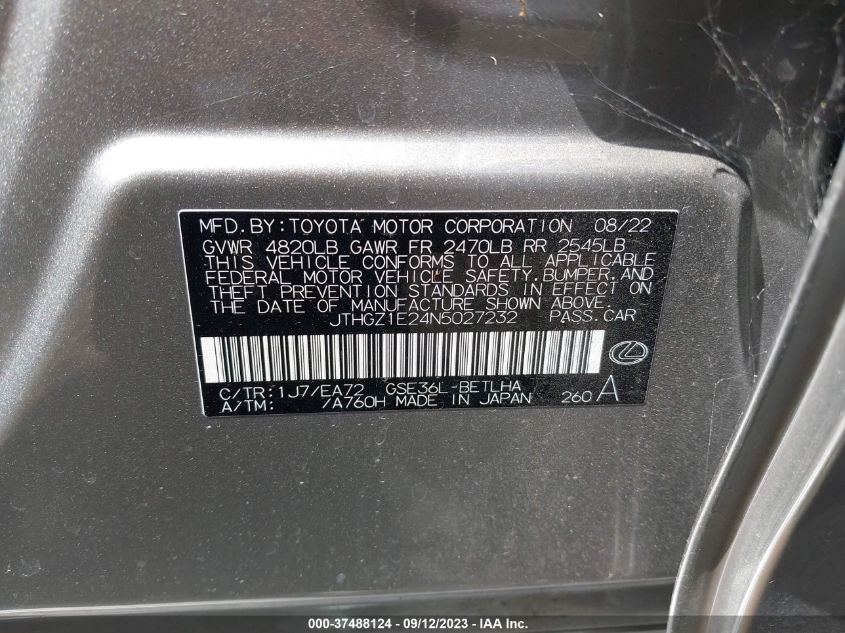 MFD.BY:TOYOTA MOTOR CORPORATION 08/22
GVWR 4820LB GAWR FR 2470LB RR 2545LB
THIS VEHICLE CONFORMS TO ALL APPLICABLE
FEDERAL MOTOR VEHICLE SAFETY,BUMPER,AND
THEFT PREVENTION STANDARDS IN EFFECT ON
THE DATE OF MANUFACTURE SHOWN ABOVE.
JTHGZ1E24N5027232 PASS.CAR
C/TR:1J7/EA72 GSE36L-BETLHA
A/TM: /A760H MADE IN JAPAN 260 A
000-37488124 - 09/12/2023 - IAA Inc.